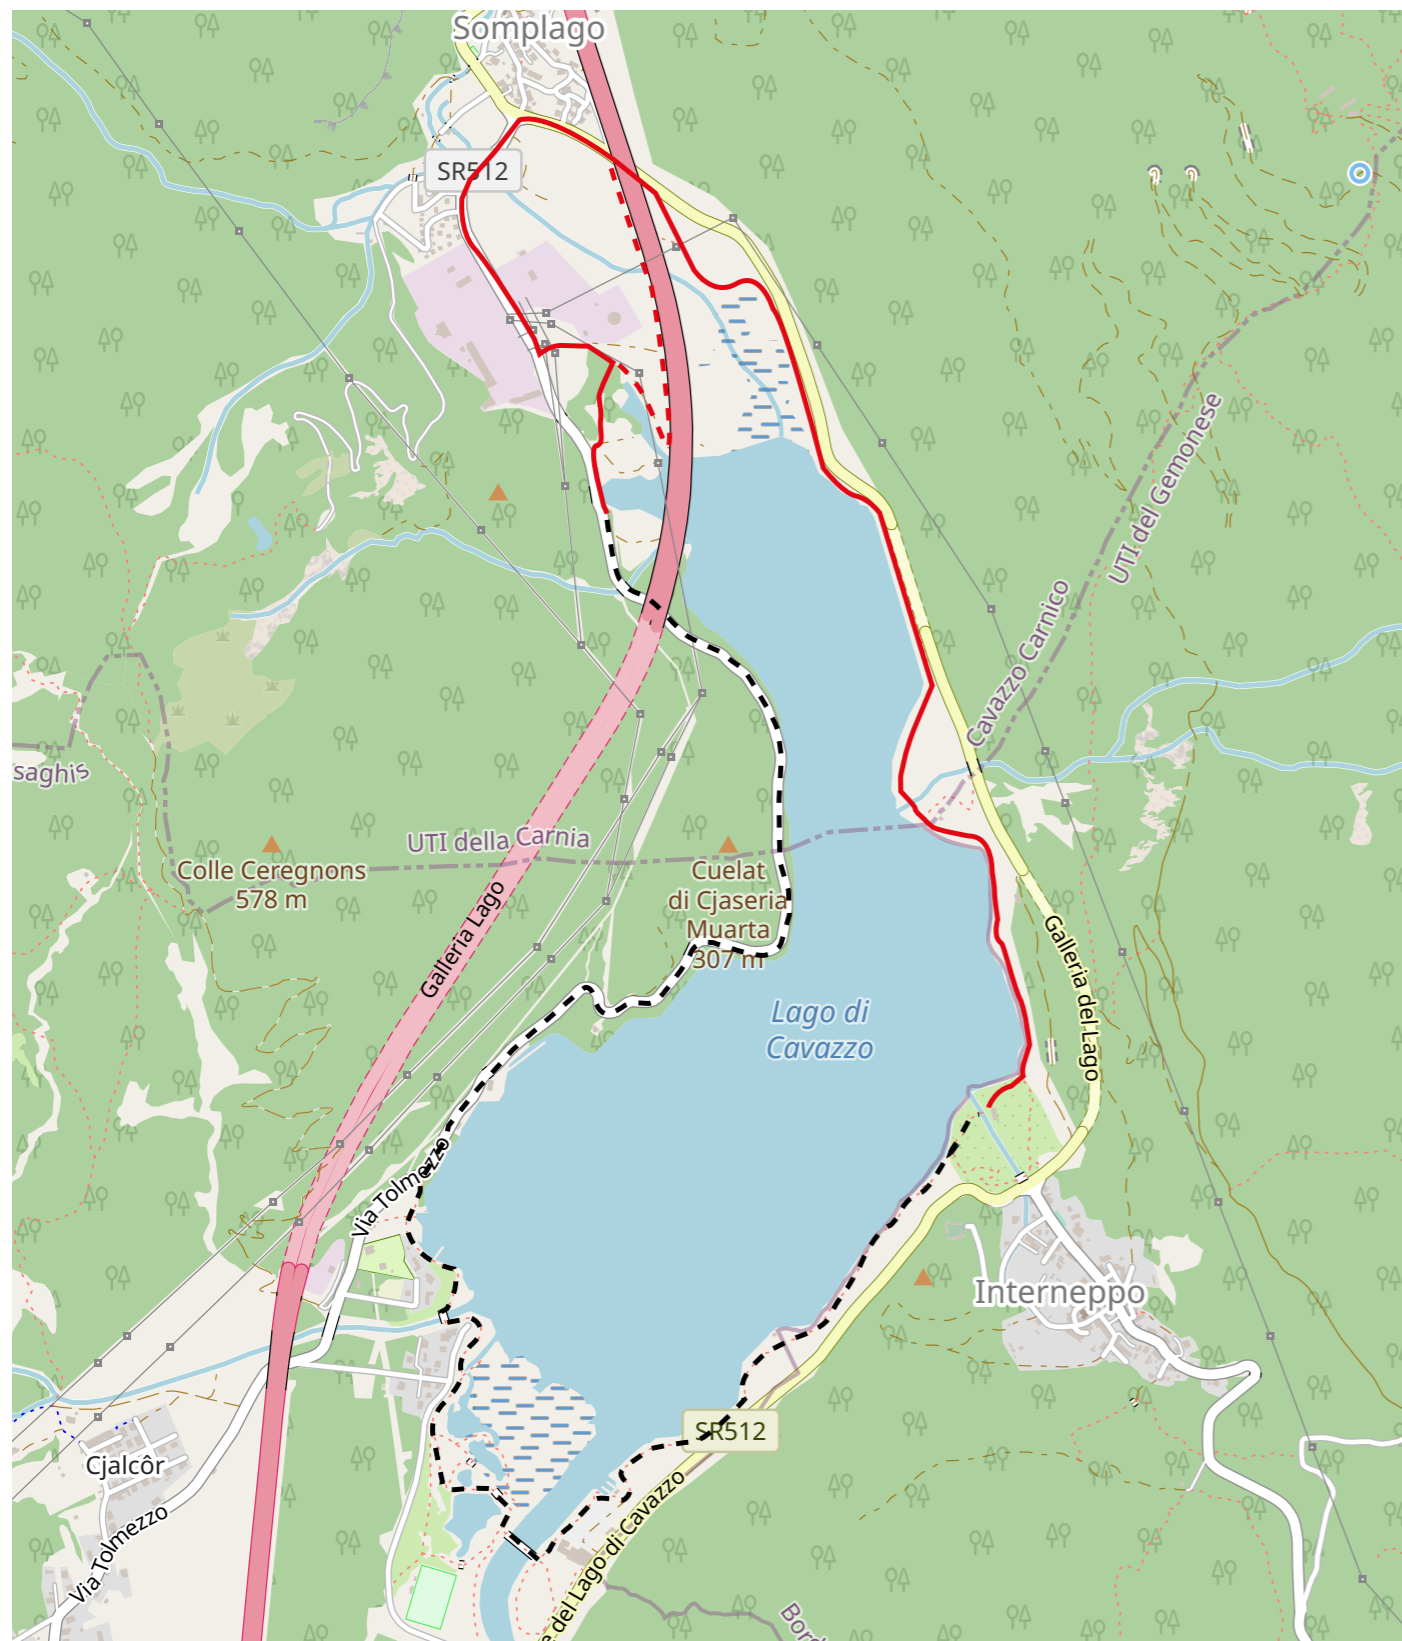 Somplago
SR512
UTI del Gemonese
Cavazzo Carnico
saghis
UTI della Carnia
Colle Ceregnons
578 m
Cuelat
di Cjaseria
Muarta
307 m
Galleria Lago
Galleria del Lago
Lago di
Cavazzo
Via Tolmezzo
Interneppo
SR512
Cjalcôr
Via Tolmezzo
e del Lago di Cavazzo
Bord